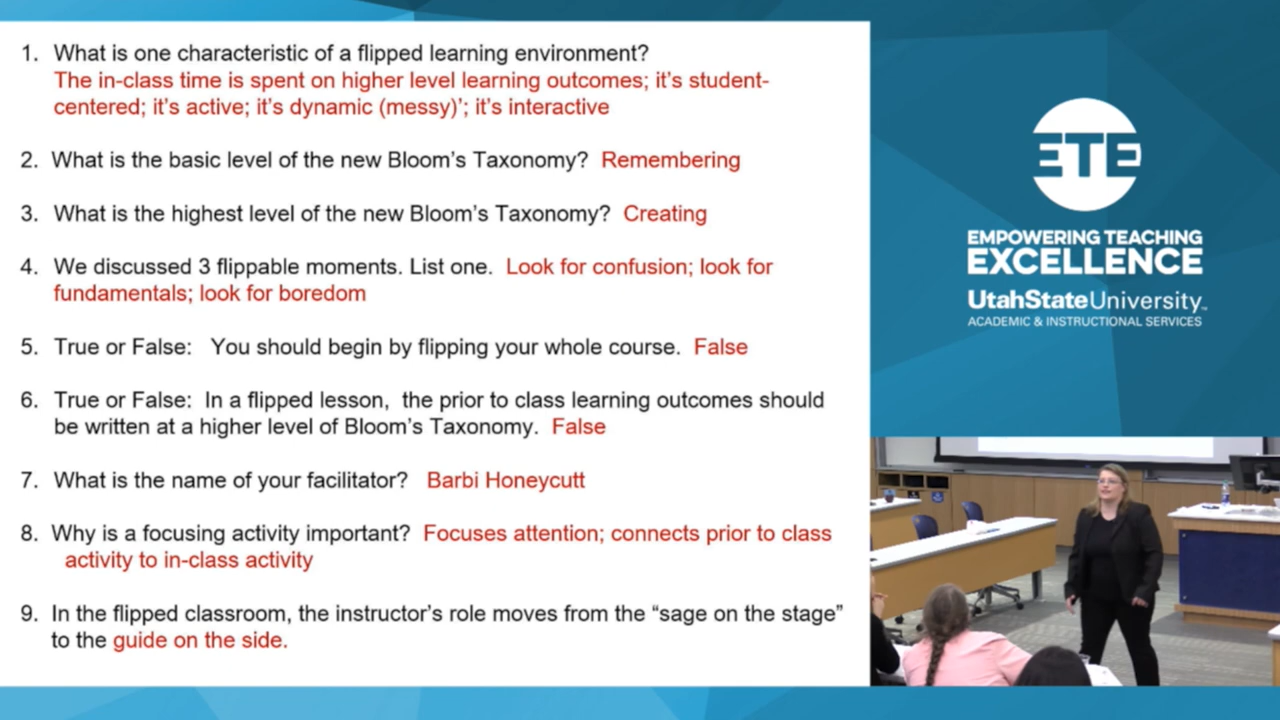 1. What is one characteristic of a flipped learning environment?
The in-class time is spent on higher level learning outcomes; it's student-
centered; it's active; it's dynamic (messy)'; it's interactive
2. What is the basic level of the new Bloom's Taxonomy? Remembering
3. What is the highest level of the new Bloom's Taxonomy? Creating
4. We discussed 3 flippable moments. List one. Look for confusion; look for
fundamentals; look for boredom
5. True or False: You should begin by flipping your whole course. False
6. True or False: In a flipped lesson, the prior to class learning outcomes should
be written at a higher level of Bloom's Taxonomy. False
7. What is the name of your facilitator? Barbi Honeycutt
8. Why is a focusing activity important? Focuses attention; connects prior to class
activity to in-class activity
9. In the flipped classroom, the instructor's role moves from the “sage on the stage”
to the guide on the side.
ETE
EMPOWERING TEACHING
EXCELLENCE
UtahStateUniversity™
ACADEMIC & INSTRUCTIONAL SERVICES